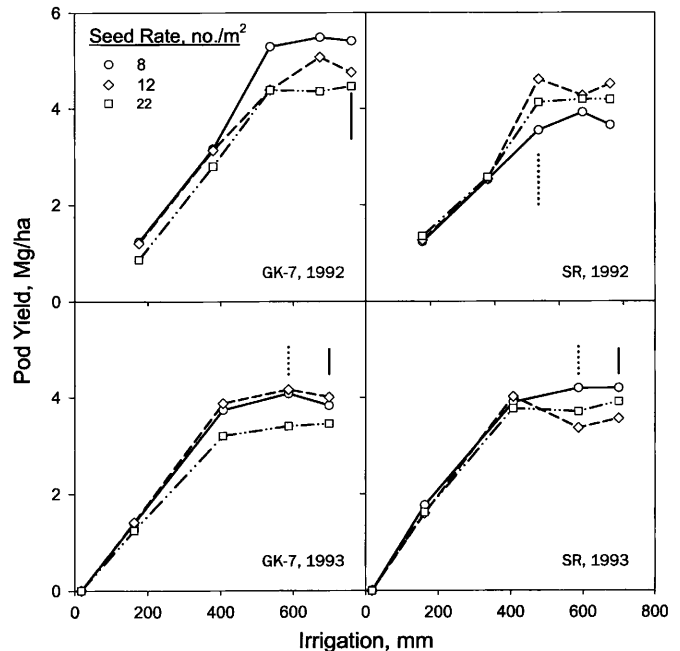 6
Seed Rate, no./m²
8
12
22
4
2
0
GK-7, 1992
SR, 1992
Pod Yield, Mg/ha
4
2
0
GK-7, 1993
SR, 1993
0 200 400 600 0 200 400 600 800
Irrigation, mm